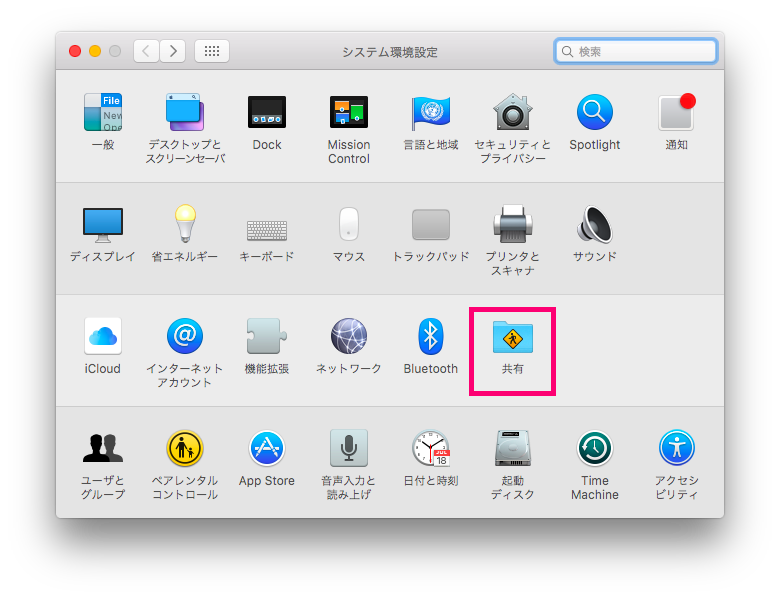 システム環境設定
検索
File
New
Ope
一般
デスクトップと
スクリーンセーバ
Dock
Mission
Control
言語と地域
セキュリティと
プライバシー
Spotlight
通知
ディスプレイ
省エネルギー
キーボード
マウス
トラックパッド
プリンタと
スキャナ
サウンド
iCloud
@
インターネット
アカウント
機能拡張
ネットワーク
Bluetooth
共有
ユーザと
グループ
ペアレンタル
コントロール
App Store
音声入力と
読み上げ
JUL
18
日付と時刻
起動
ディスク
Time
Machine
アクセシ
ビリティ